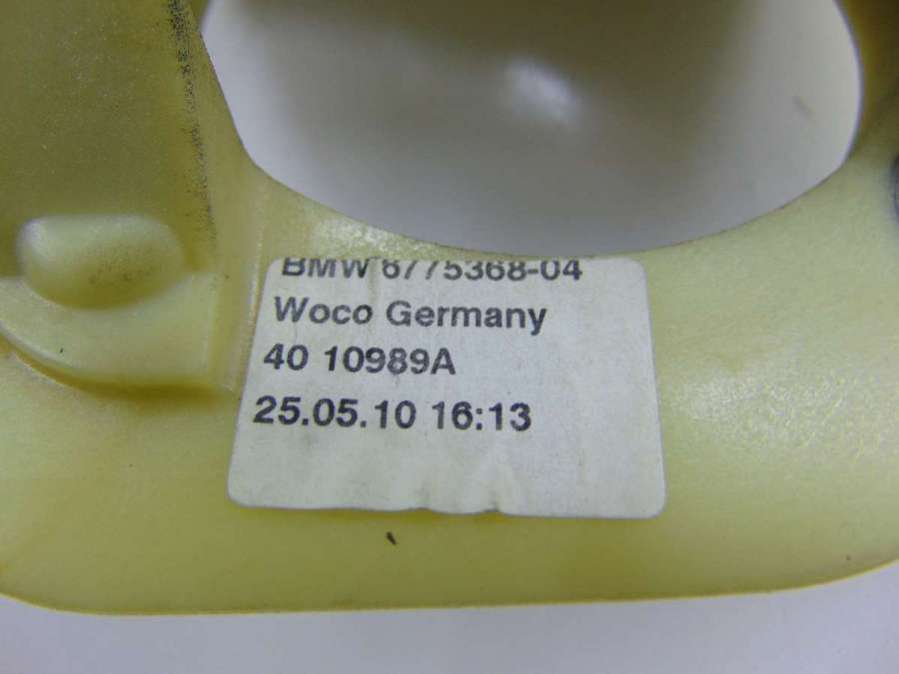 BMW 6775368-04
Woco Germany
40 10989A
25.05.10 16:13